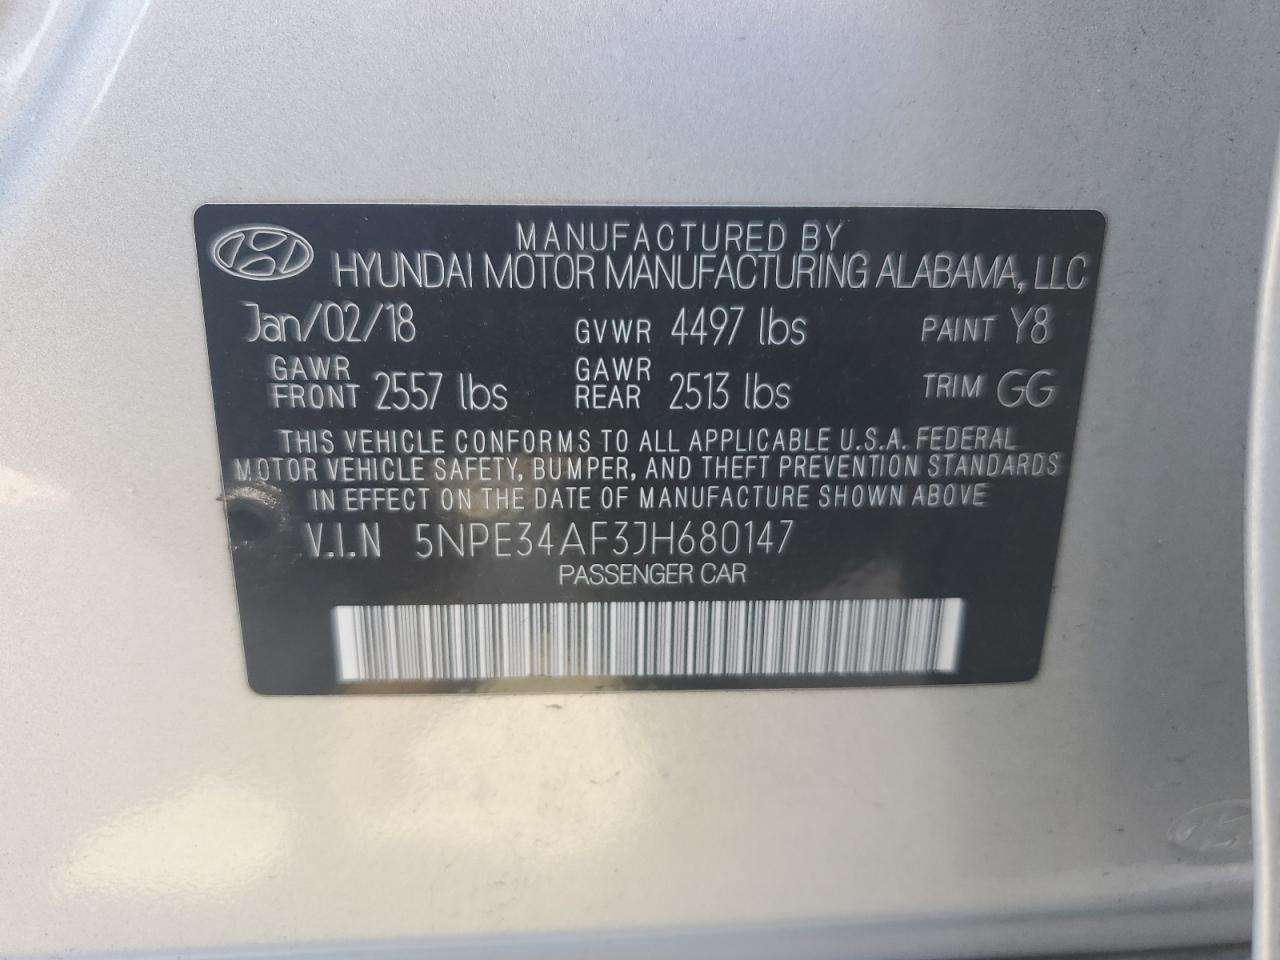 MANUFACTURED BY
HYUNDAI MOTOR MANUFACTURING ALABAMA, LLC
Jan/02/18 GVWR 4497 lbs PAINT Y8
GAWR FRONT 2557 lbs GAWR REAR 2513 lbs TRIM GG
THIS VEHICLE CONFORMS TO ALL APPLICABLE U.S.A. FEDERAL
MOTOR VEHICLE SAFETY, BUMPER, AND THEFT PREVENTION STANDARDS
IN EFFECT ON THE DATE OF MANUFACTURE SHOWN ABOVE
V.I.N 5NPE34AF3JH680147
PASSENGER CAR